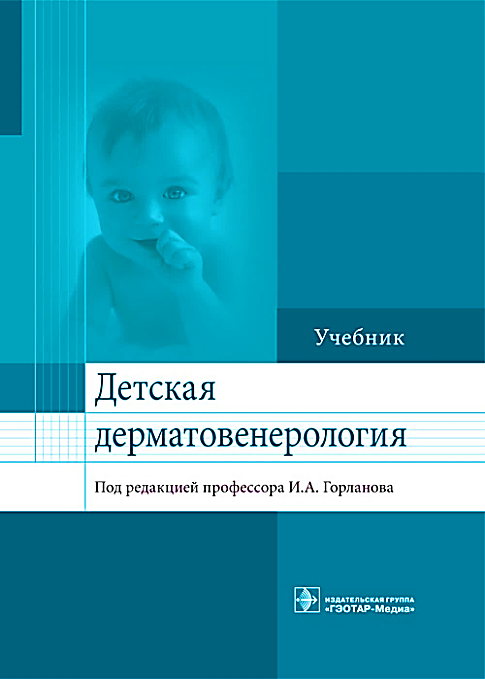 Учебник
Детская
дерматовенерология
Под редакцией профессора И.А. Горланова
ИЗДАТЕЛЬСКАЯ ГРУППА
«ГЭОТАР-Медиа»